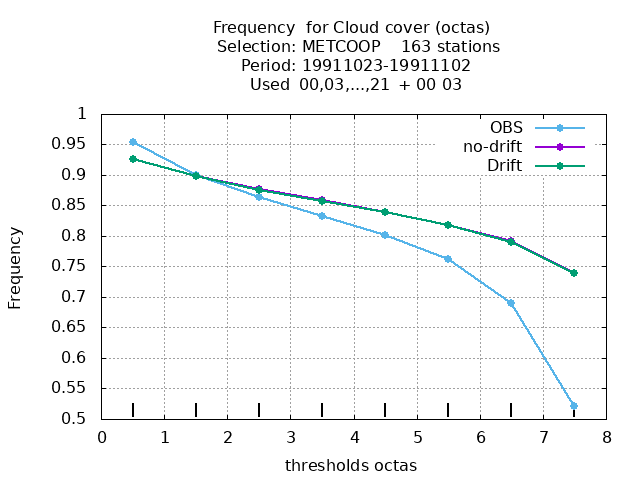 Frequency  for Cloud cover (octas)
Selection: METCOOP    163 stations
Period: 19911023-19911102
Used  00,03,...,21  + 00 03
OBS
no-drift
Drift
1
0.95
0.9
0.85
0.8
0.75
0.7
0.65
0.6
0.55
0.5
Frequency
0 1 2 3 4 5 6 7 8
thresholds octas